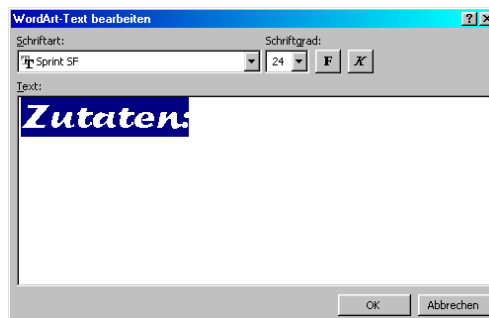 WordArt-Text bearbeiten
Schriftart: Schriftgrad:
Sprint SF 24 F K
Text:
Zutaten:
OK Abbrechen